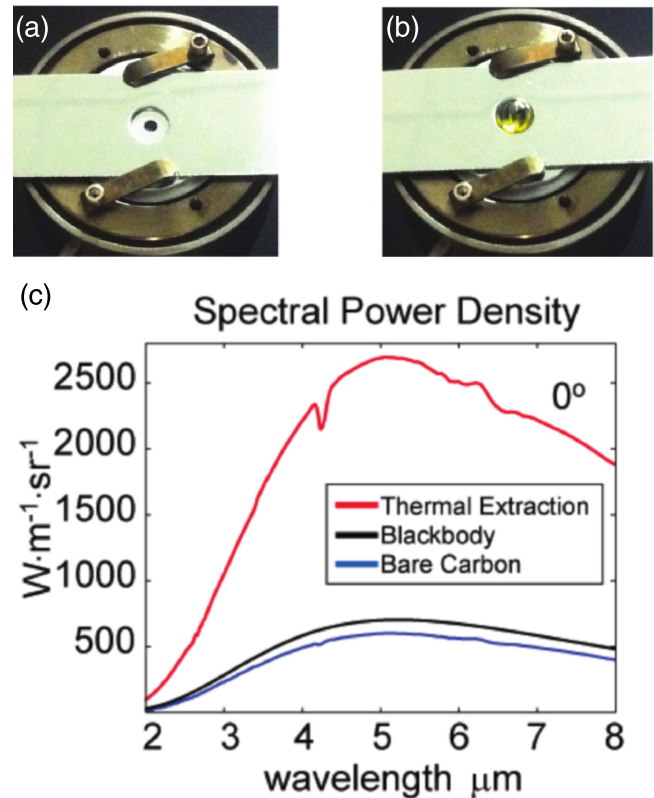 (a)
(b)
(c)
Spectral Power Density
2500
2000
1500
1000
500
W·m⁻¹·sr⁻¹
0º
Thermal Extraction
Blackbody
Bare Carbon
2 3 4 5 6 7 8
wavelength μm